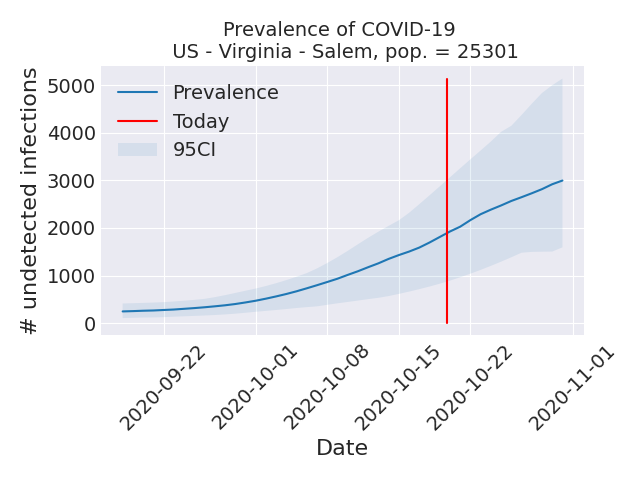 Prevalence of COVID-19
US - Virginia - Salem, pop. = 25301
# undetected infections
5000
4000
3000
2000
1000
0
Prevalence
Today
95CI
2020-09-22
2020-10-01
2020-10-08
2020-10-15
2020-10-22
2020-11-01
Date